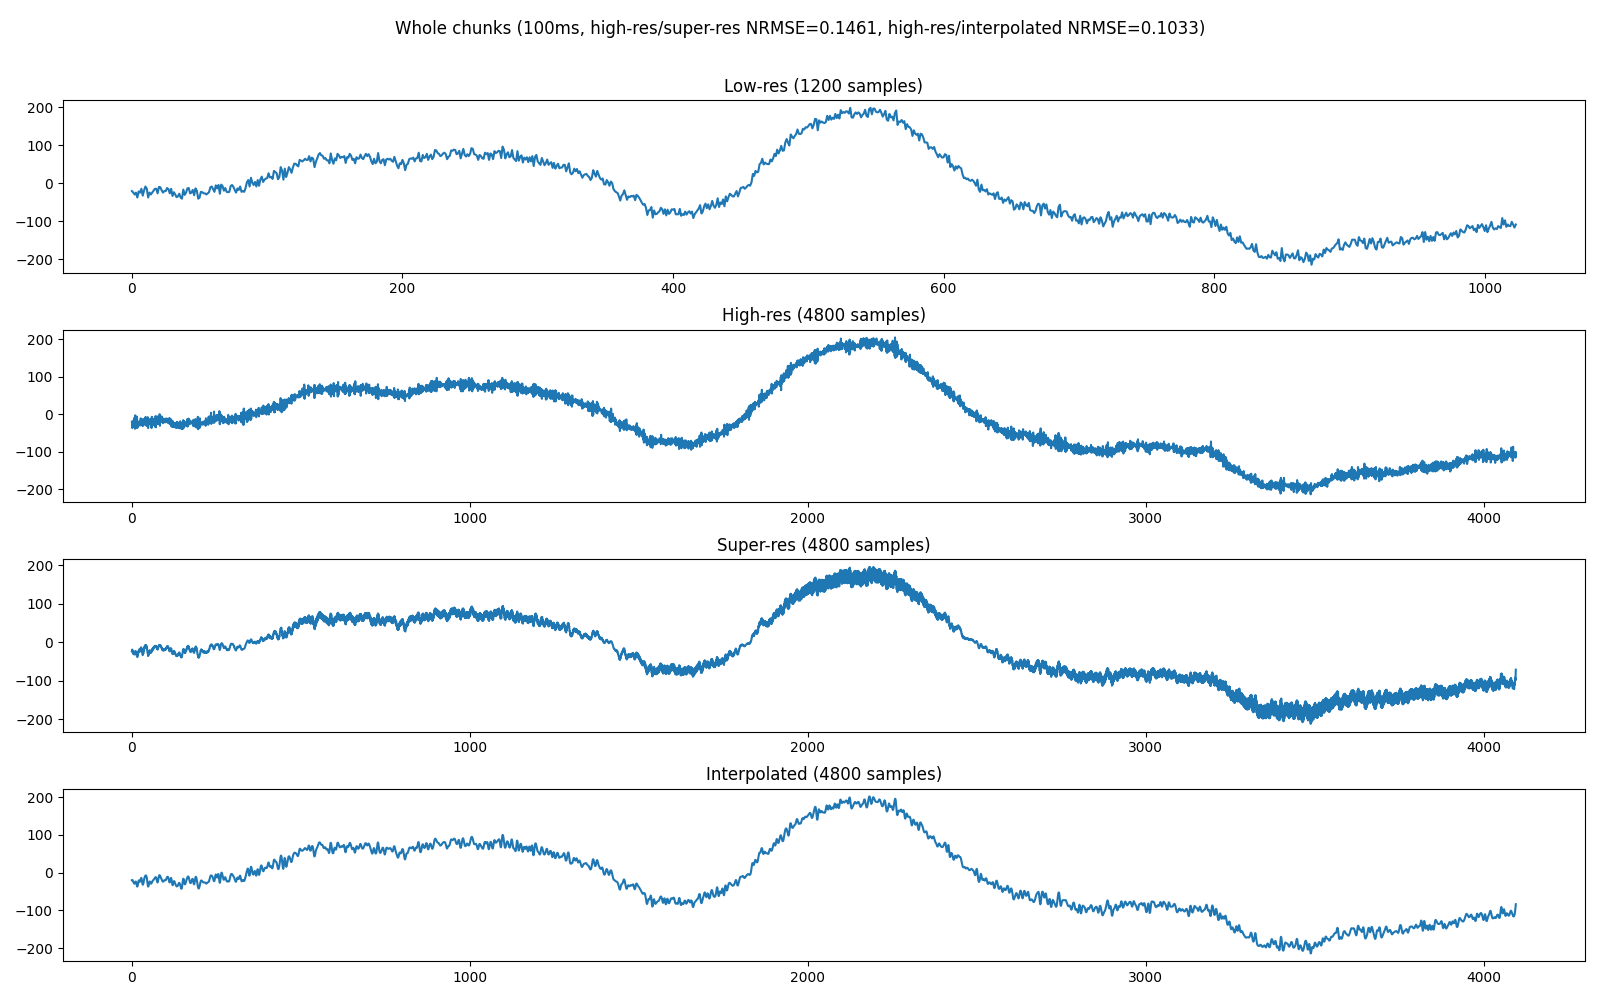 Whole chunks (100ms, high-res/super-res NRMSE=0.1461, high-res/interpolated NRMSE=0.1033)
Low-res (1200 samples)
200
100
0
−100
−200
0 200 400 600 800 1000
High-res (4800 samples)
200
100
0
−100
−200
0 1000 2000 3000 4000
Super-res (4800 samples)
200
100
0
−100
−200
0 1000 2000 3000 4000
Interpolated (4800 samples)
200
100
0
−100
−200
0 1000 2000 3000 4000